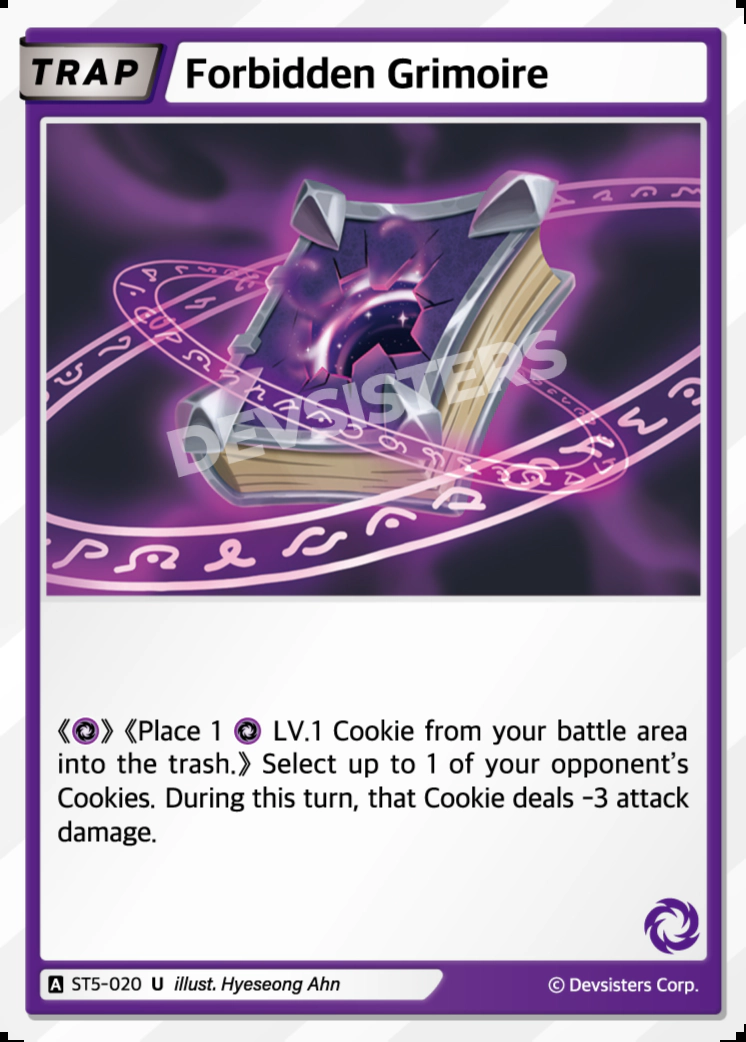 TRAP
Forbidden Grimoire
DEVSISTERS
《 》 《Place 1 LV.1 Cookie from your battle area
into the trash.》 Select up to 1 of your opponent's
Cookies. During this turn, that Cookie deals -3 attack
damage.
A ST5-020 U illust. Hyeseong Ahn
© Devsisters Corp.